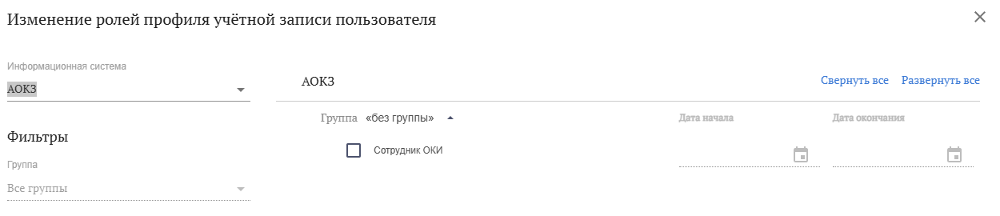 Изменение ролей профиля учётной записи пользователя
Информационная система
АОКЗ
Фильтры
Группа
Все группы
АОКЗ
Свернуть все Развернуть все
Группа «без группы» Дата начала Дата окончания
Сотрудник ОКИ